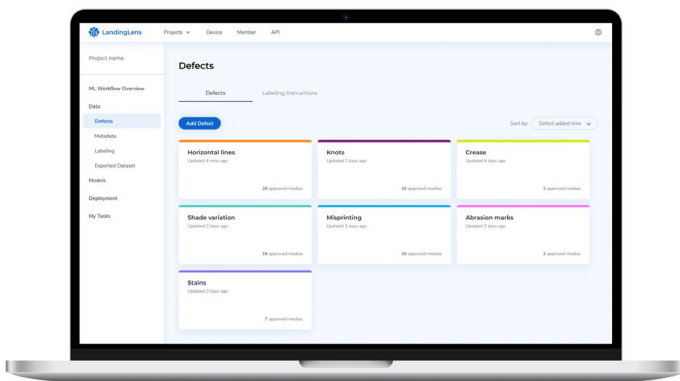 LandingLens
Projects
Device
Member
API
Project name
ML Workflow Overview
Data
Defects
Metadata
Labeling
Exported Dataset
Models
Deployment
My Tasks
Defects
Defects
Labeling Instructions
Add Defect
Sort by:
Defect added time
Horizontal lines
Updated 4 mins ago
28 approved medias
Knots
Updated 2 days ago
16 approved medias
Crease
Updated 4 days ago
3 approved medias
Shade variation
Updated 2 days ago
18 approved medias
Misprinting
Updated 2 days ago
10 approved medias
Abrasion marks
Updated 2 days ago
3 approved medias
Stains
Updated 2 days ago
7 approved medias